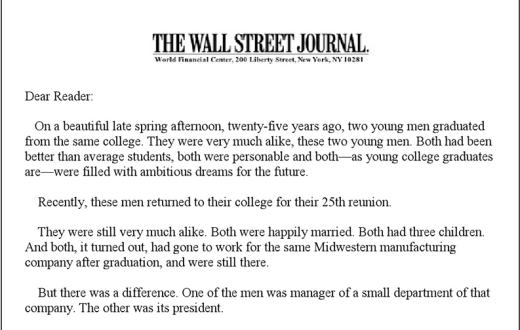 THE WALL STREET JOURNAL.
World Financial Center, 200 Liberty Street, New York, NY 10281
Dear Reader:
On a beautiful late spring afternoon, twenty-five years ago, two young men graduated
from the same college. They were very much alike, these two young men. Both had been
better than average students, both were personable and both—as young college graduates
are—were filled with ambitious dreams for the future.
Recently, these men returned to their college for their 25th reunion.
They were still very much alike. Both were happily married. Both had three children.
And both, it turned out, had gone to work for the same Midwestern manufacturing
company after graduation, and were still there.
But there was a difference. One of the men was manager of a small department of that
company. The other was its president.